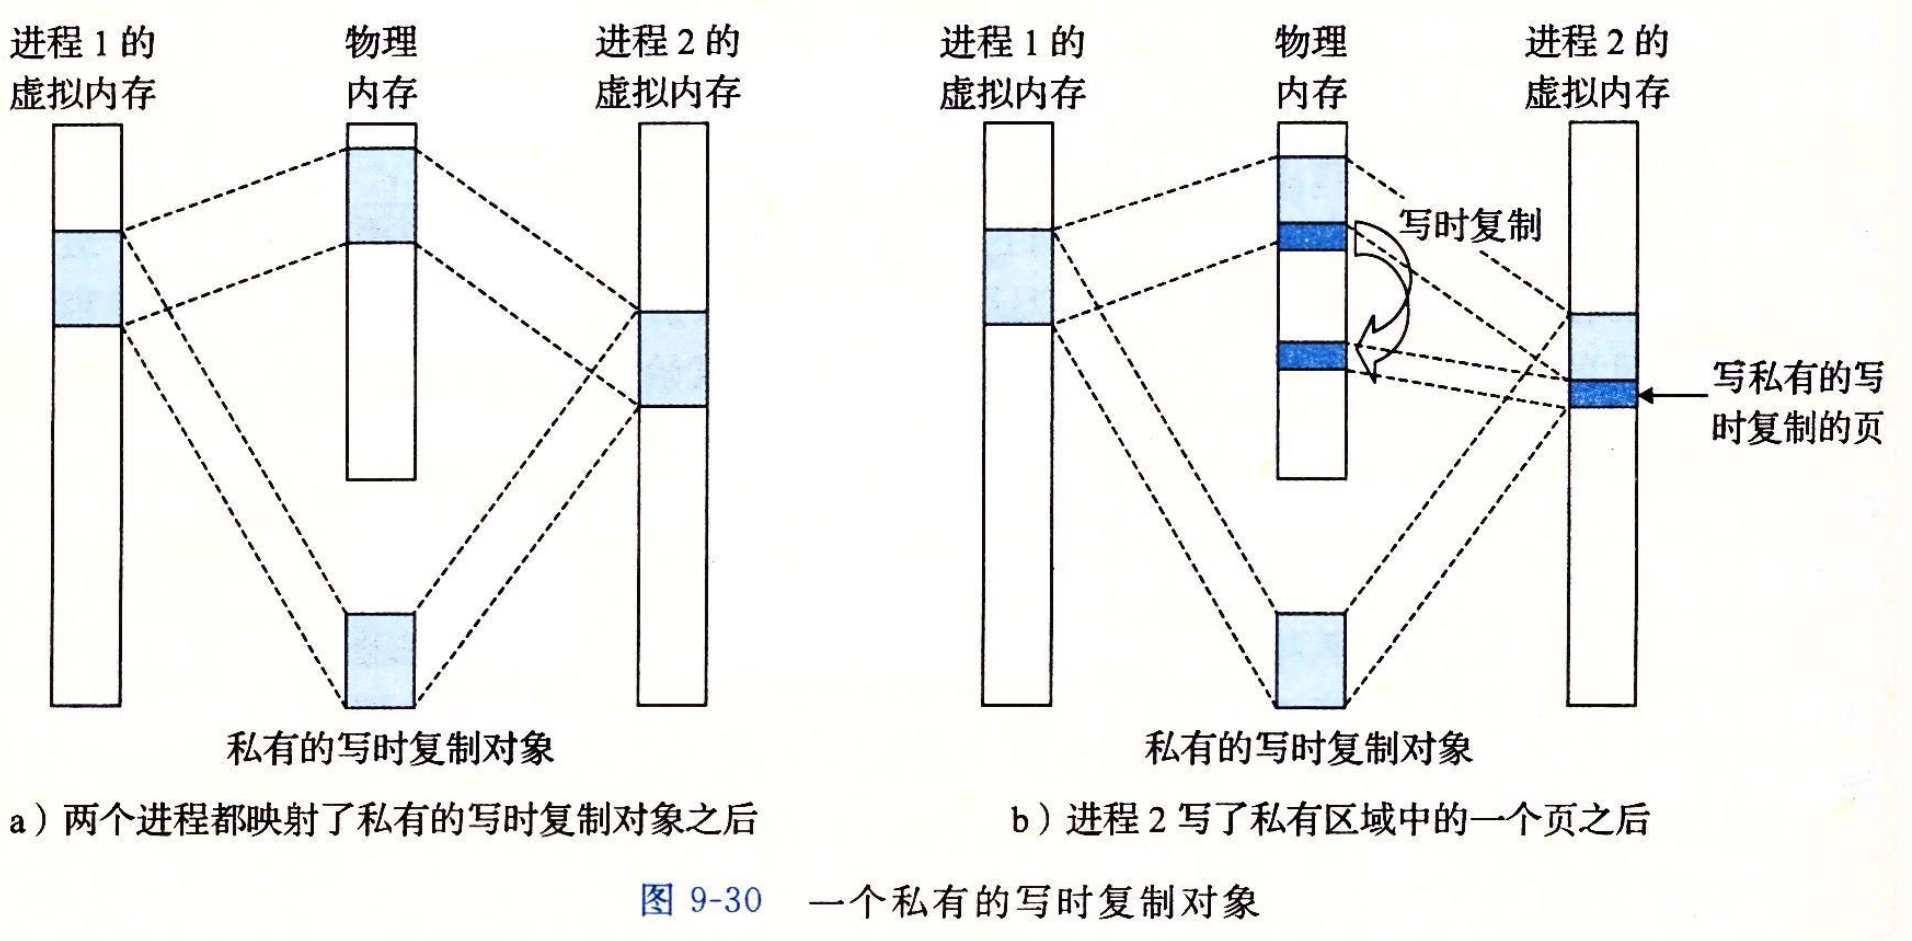 进程 1 的
虚拟内存
物理
内存
进程 2 的
虚拟内存
私有的写时复制对象
a）两个进程都映射了私有的写时复制对象之后
进程 1 的
虚拟内存
物理
内存
进程 2 的
虚拟内存
写时复制
写私有的写
时复制的页
私有的写时复制对象
b）进程 2 写了私有区域中的一个页之后
图 9-30 一个私有的写时复制对象